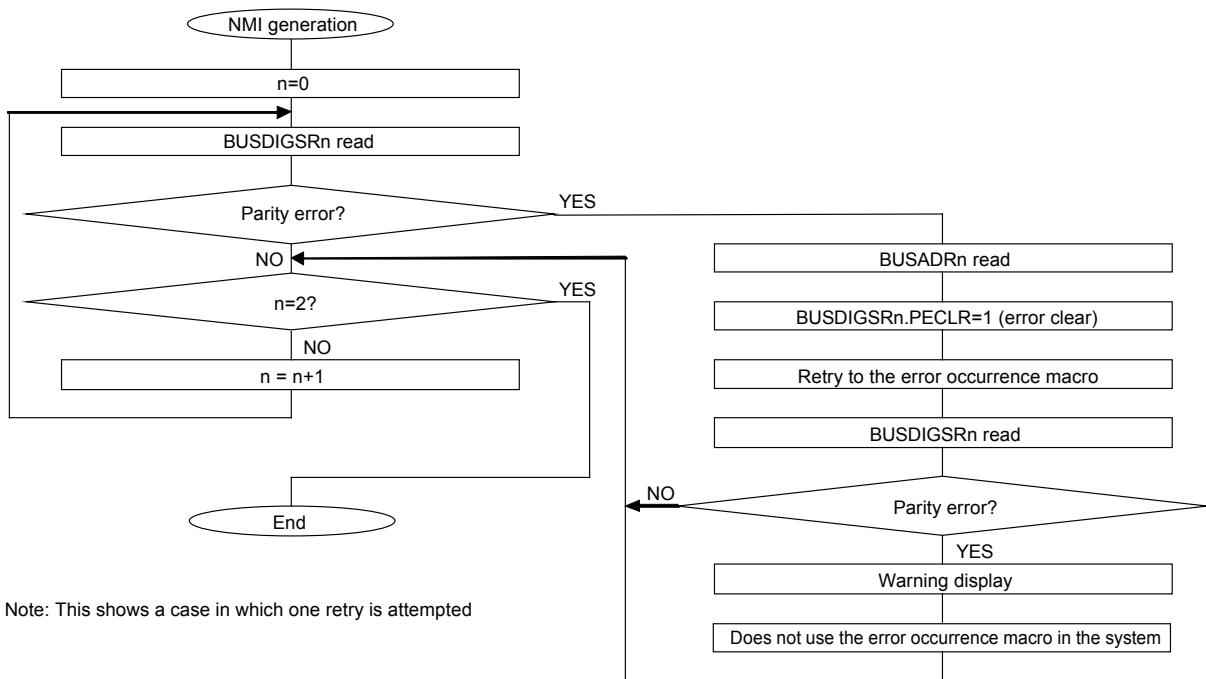 NMI generation
n=0
BUSDIGSRn read
Parity error?
YES
NO
n=2?
YES
NO
n = n+1
End
BUSADRn read
BUSDIGSRn.PECLR=1 (error clear)
Retry to the error occurrence macro
BUSDIGSRn read
Parity error?
NO
YES
Warning display
Does not use the error occurrence macro in the system
Note: This shows a case in which one retry is attempted